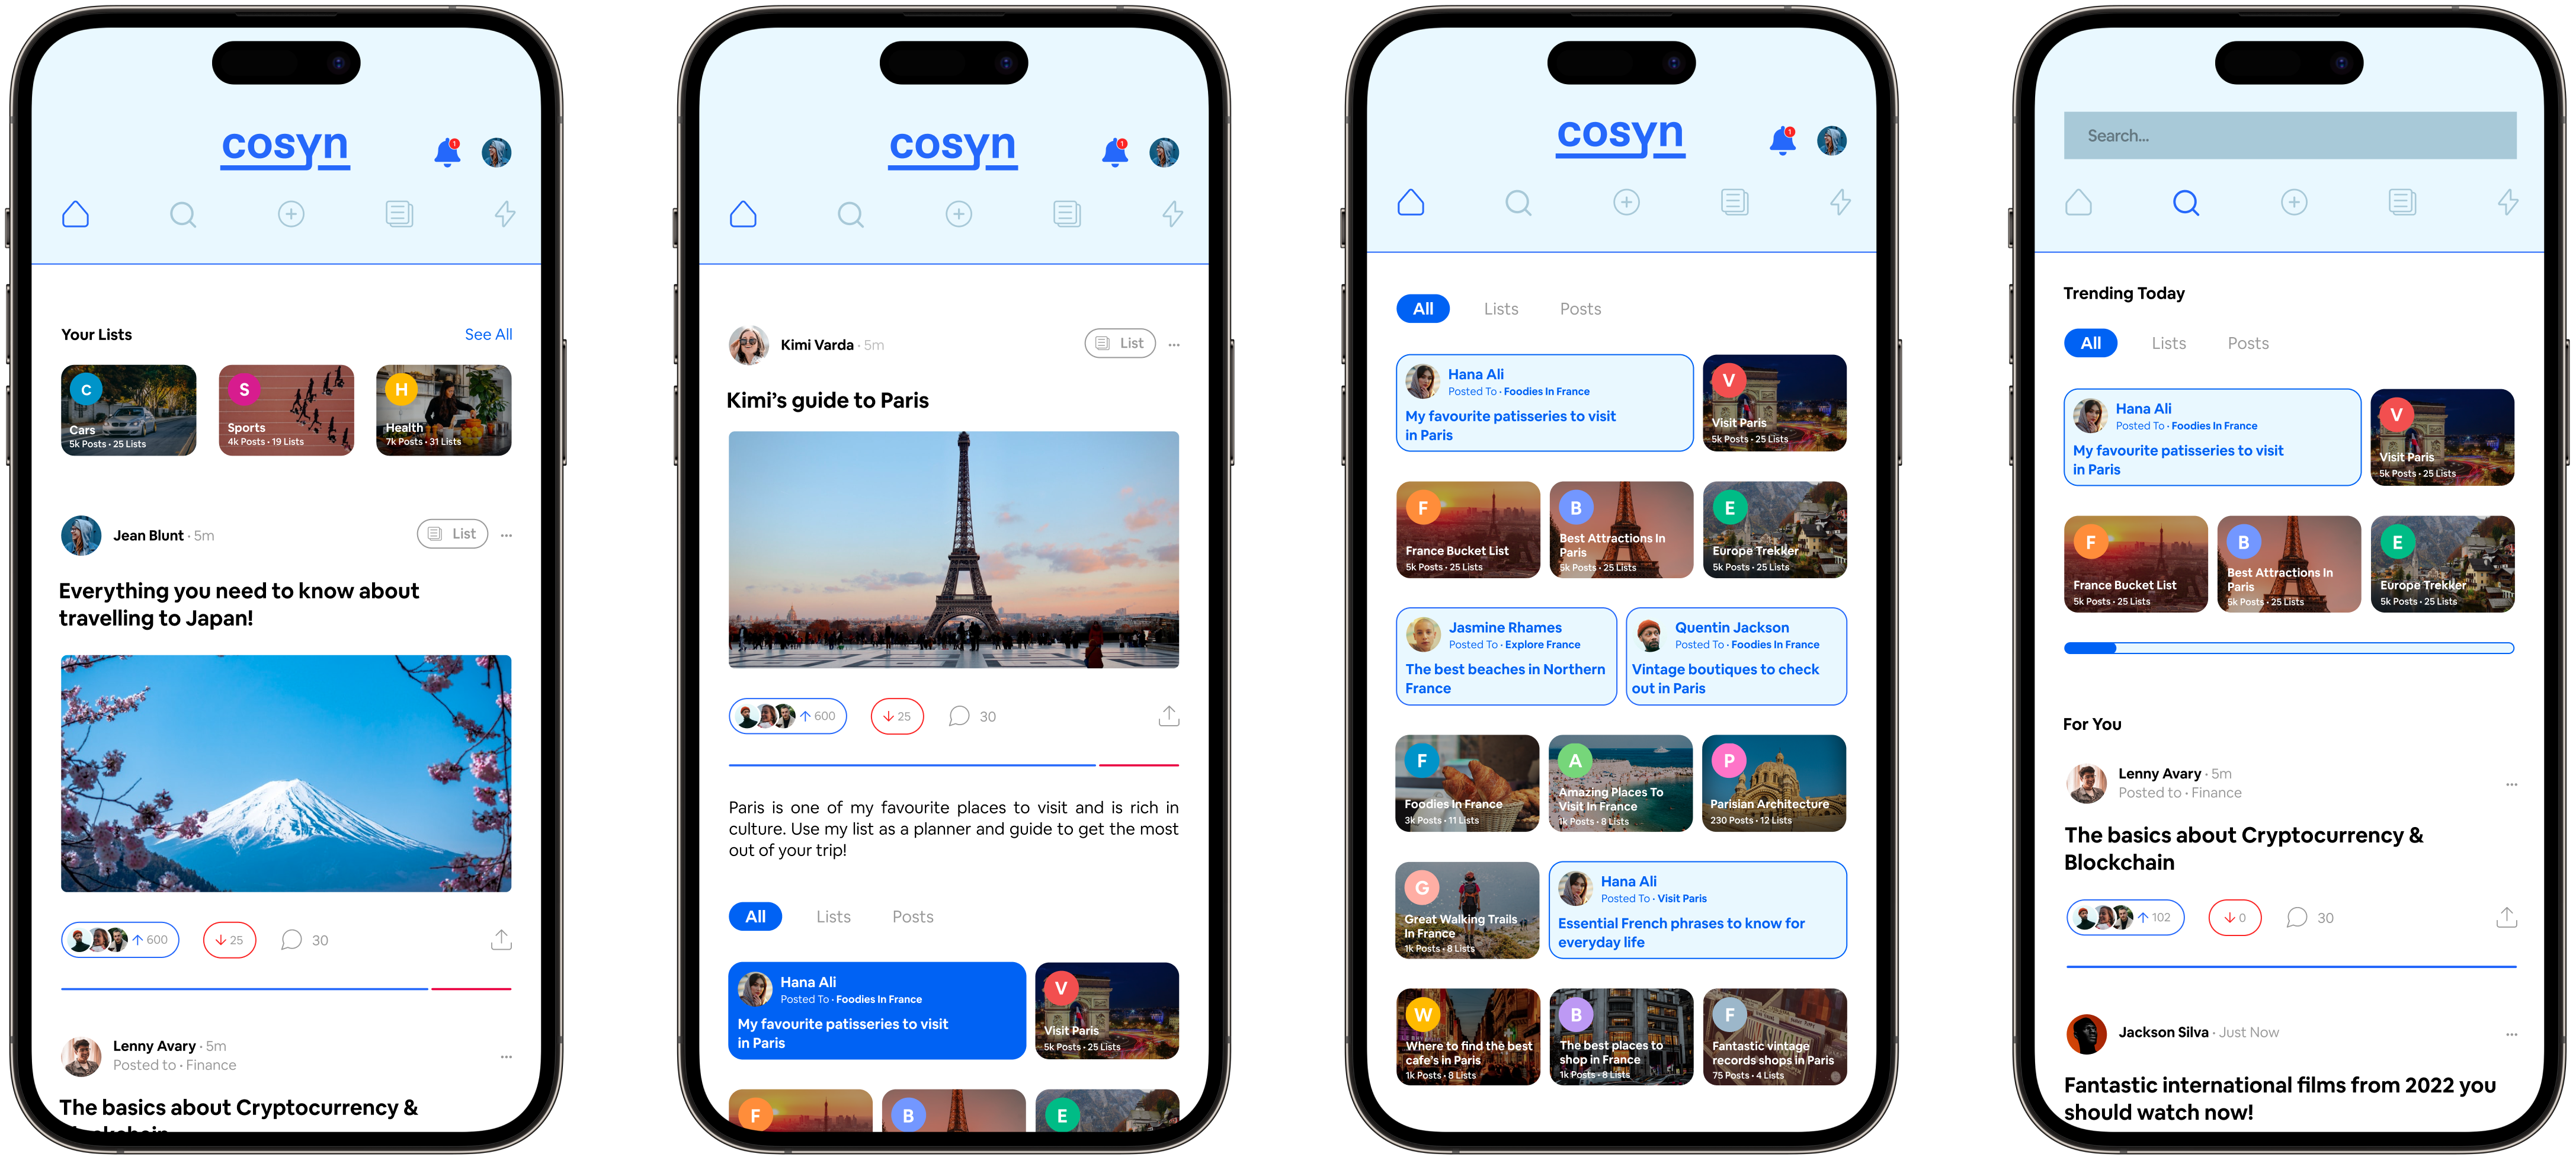 cosyn
1
Your Lists
See All
C
Cars
5k Posts · 25 Lists
S
Sports
4k Posts · 19 Lists
H
Health
7k Posts · 31 Lists
Jean Blunt · 5m
List
Everything you need to know about
travelling to Japan!
600
25
30
Lenny Avary · 5m
Posted to · Finance
The basics about Cryptocurrency &
cosyn
1
Kimi Varda · 5m
List
Kimi's guide to Paris
600
25
30
Paris is one of my favourite places to visit and is rich in
culture. Use my list as a planner and guide to get the most
out of your trip!
All
Lists
Posts
Hana Ali
Posted To · Foodies In France
My favourite patisseries to visit
in Paris
V
Visit Paris
5k Posts · 25 Lists
F
B
E
cosyn
1
All
Lists
Posts
Hana Ali
Posted To · Foodies In France
My favourite patisseries to visit
in Paris
V
Visit Paris
5k Posts · 25 Lists
F
France Bucket List
5k Posts · 25 Lists
B
Best Attractions In
Paris
5k Posts · 25 Lists
E
Europe Trekker
5k Posts · 25 Lists
Jasmine Rhames
Posted To · Explore France
The best beaches in Northern
France
Quentin Jackson
Posted To · Foodies In France
Vintage boutiques to check
out in Paris
F
Foodies In France
3k Posts · 11 Lists
A
Amazing Places To
Visit In France
1k Posts · 8 Lists
P
Parisian Architecture
230 Posts · 12 Lists
G
Great Walking Trails
In France
1k Posts · 8 Lists
Hana Ali
Posted To · Visit Paris
Essential French phrases to know for
everyday life
W
Where to find the best
cafe's in Paris
1k Posts · 8 Lists
B
The best places to
shop in France
1k Posts · 8 Lists
F
Fantastic vintage
records shops in Paris
75 Posts · 4 Lists
Search...
Trending Today
All
Lists
Posts
Hana Ali
Posted To · Foodies In France
My favourite patisseries to visit
in Paris
V
Visit Paris
5k Posts · 25 Lists
F
France Bucket List
5k Posts · 25 Lists
B
Best Attractions In
Paris
5k Posts · 25 Lists
E
Europe Trekker
5k Posts · 25 Lists
For You
Lenny Avary · 5m
Posted to · Finance
The basics about Cryptocurrency &
Blockchain
102
0
30
Jackson Silva · Just Now
Fantastic international films from 2022 you
should watch now!